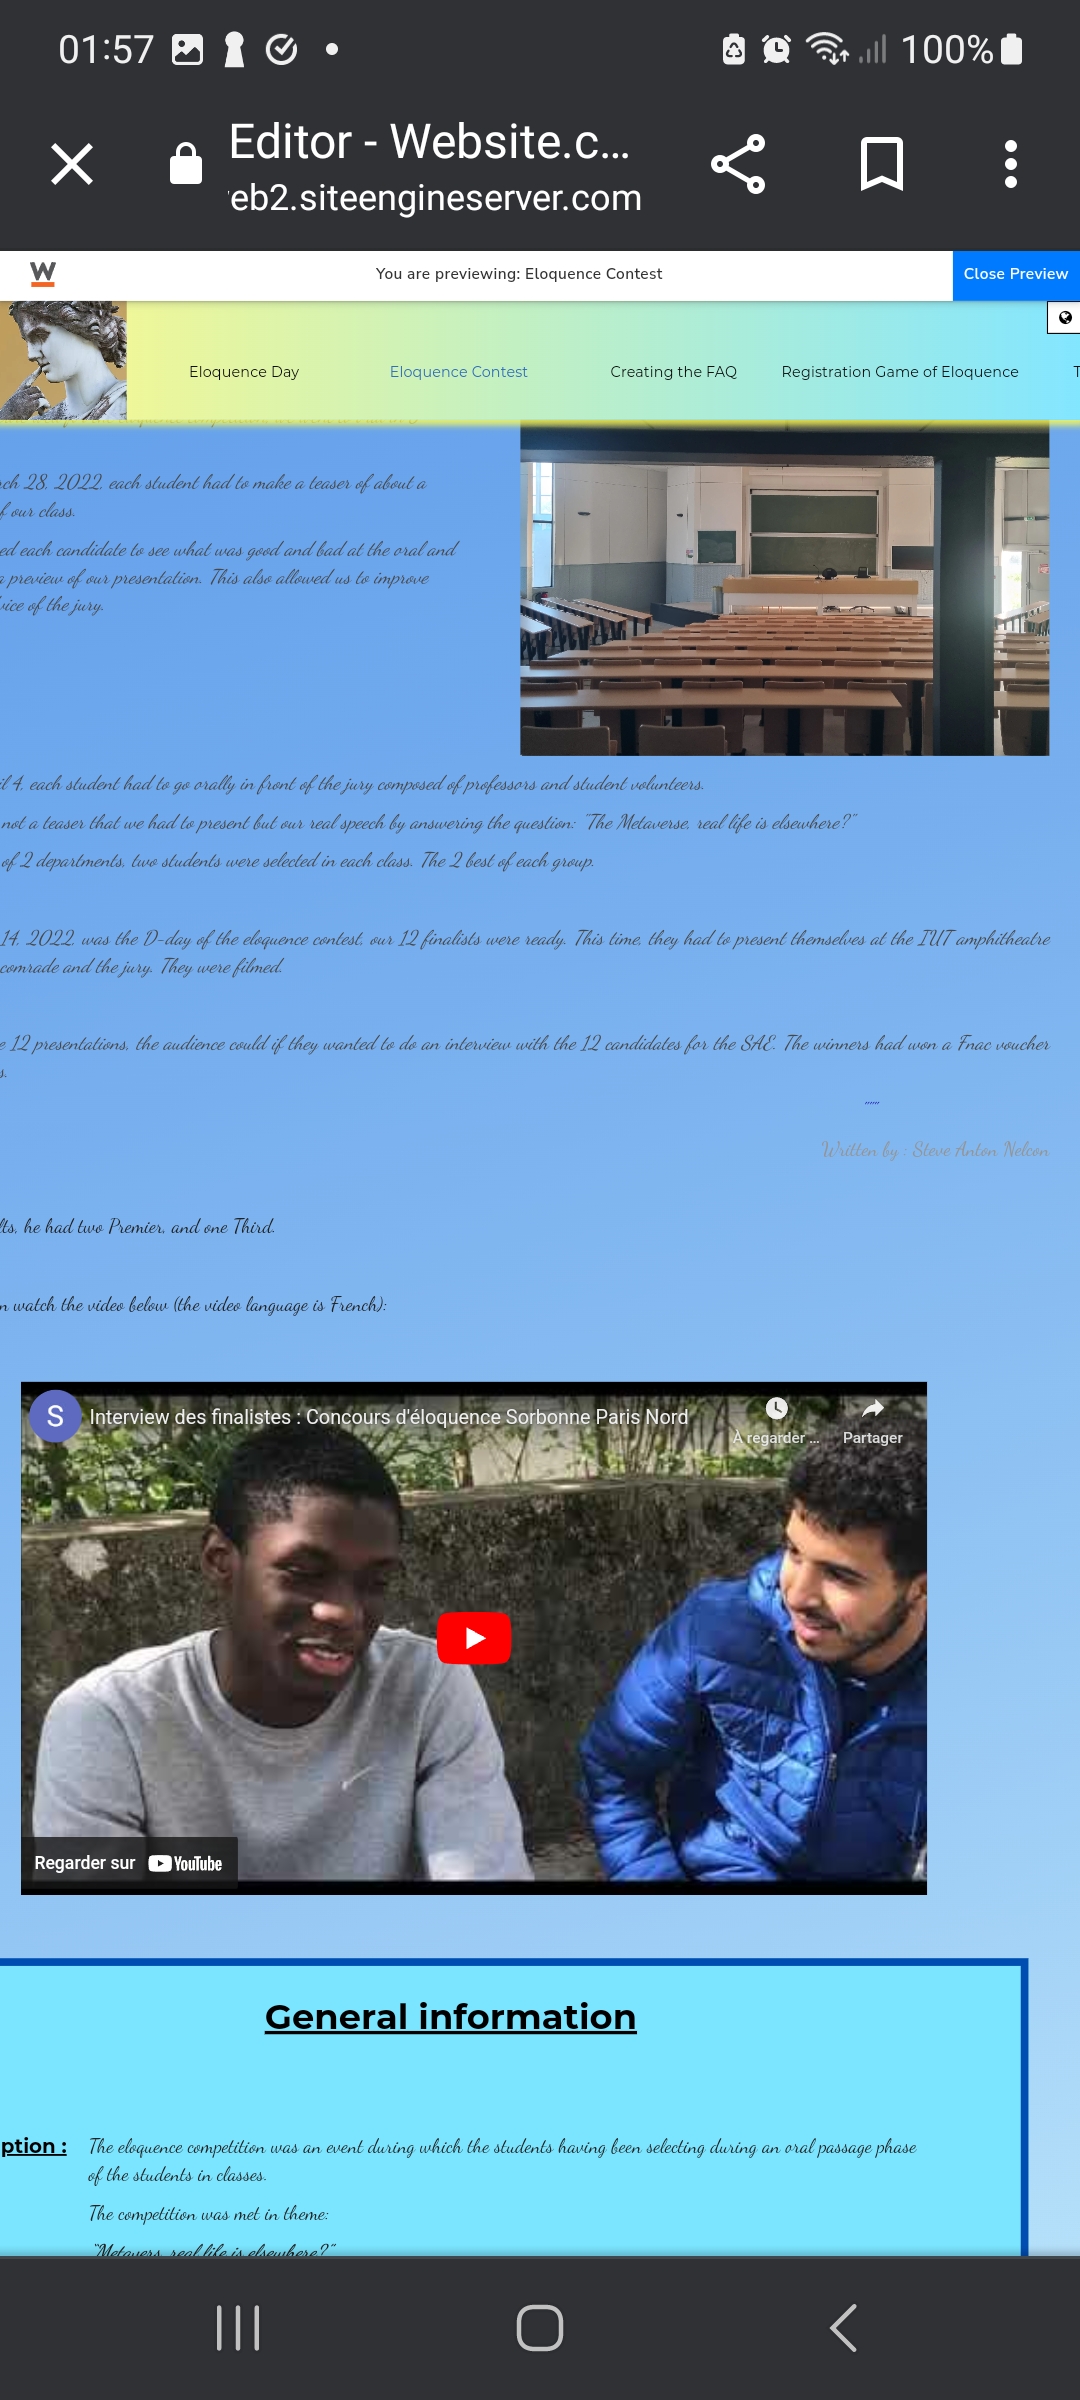 01:57
100%
Editor - Website.c...
eb2.siteengineserver.com
W
You are previewing: Eloquence Contest
Close Preview
Eloquence Day
Eloquence Contest
Creating the FAQ
Registration Game of Eloquence
T
rch 28, 2022, each student had to make a teaser of about a
f our class.
ed each candidate to see what was good and bad at the oral and
a preview of our presentation. This also allowed us to improve
vice of the jury.
il 4, each student had to go orally in front of the jury composed of professors and student volunteers.
not a teaser that we had to present but our real speech by answering the question: "The Metaverse, real life is elsewhere?"
of 2 departments, two students were selected in each class. The 2 best of each group.
14, 2022, was the D-day of the eloquence contest, our 12 finalists were ready. This time, they had to present themselves at the IUT amphitheatre
comrade and the jury. They were filmed.
e 12 presentations, the audience could if they wanted to do an interview with the 12 candidates for the SAE. The winners had won a Fnac voucher
s.
Written by : Steve Anton Nelcon
lts, he had two Premier, and one Third.
n watch the video below (the video language is French):
S
Interview des finalistes : Concours d'éloquence Sorbonne Paris Nord
À regarder ...
Partager
Regarder sur YouTube
General information
ption :
The eloquence competition was an event during which the students having been selecting during an oral passage phase
of the students in classes.
The competition was met in theme:
"Metavers, real life is elsewhere?"